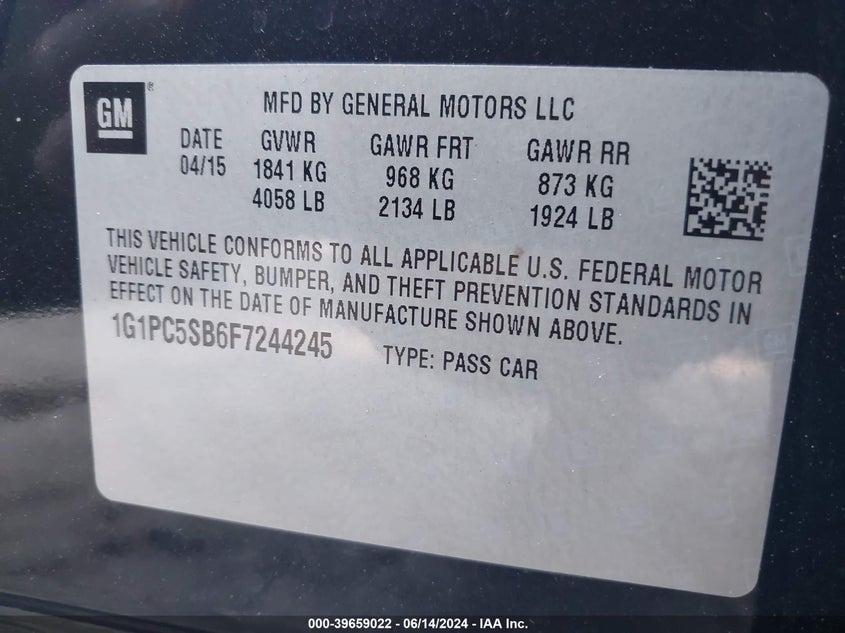 GM ®
MFD BY GENERAL MOTORS LLC
DATE GVWR GAWR FRT GAWR RR
04/15 1841 KG 968 KG 873 KG
4058 LB 2134 LB 1924 LB
THIS VEHICLE CONFORMS TO ALL APPLICABLE U.S. FEDERAL MOTOR
VEHICLE SAFETY, BUMPER, AND THEFT PREVENTION STANDARDS IN
EFFECT ON THE DATE OF MANUFACTURE SHOWN ABOVE.
1G1PC5SB6F7244245 TYPE: PASS CAR
000-39659022 - 06/14/2024 - IAA Inc.